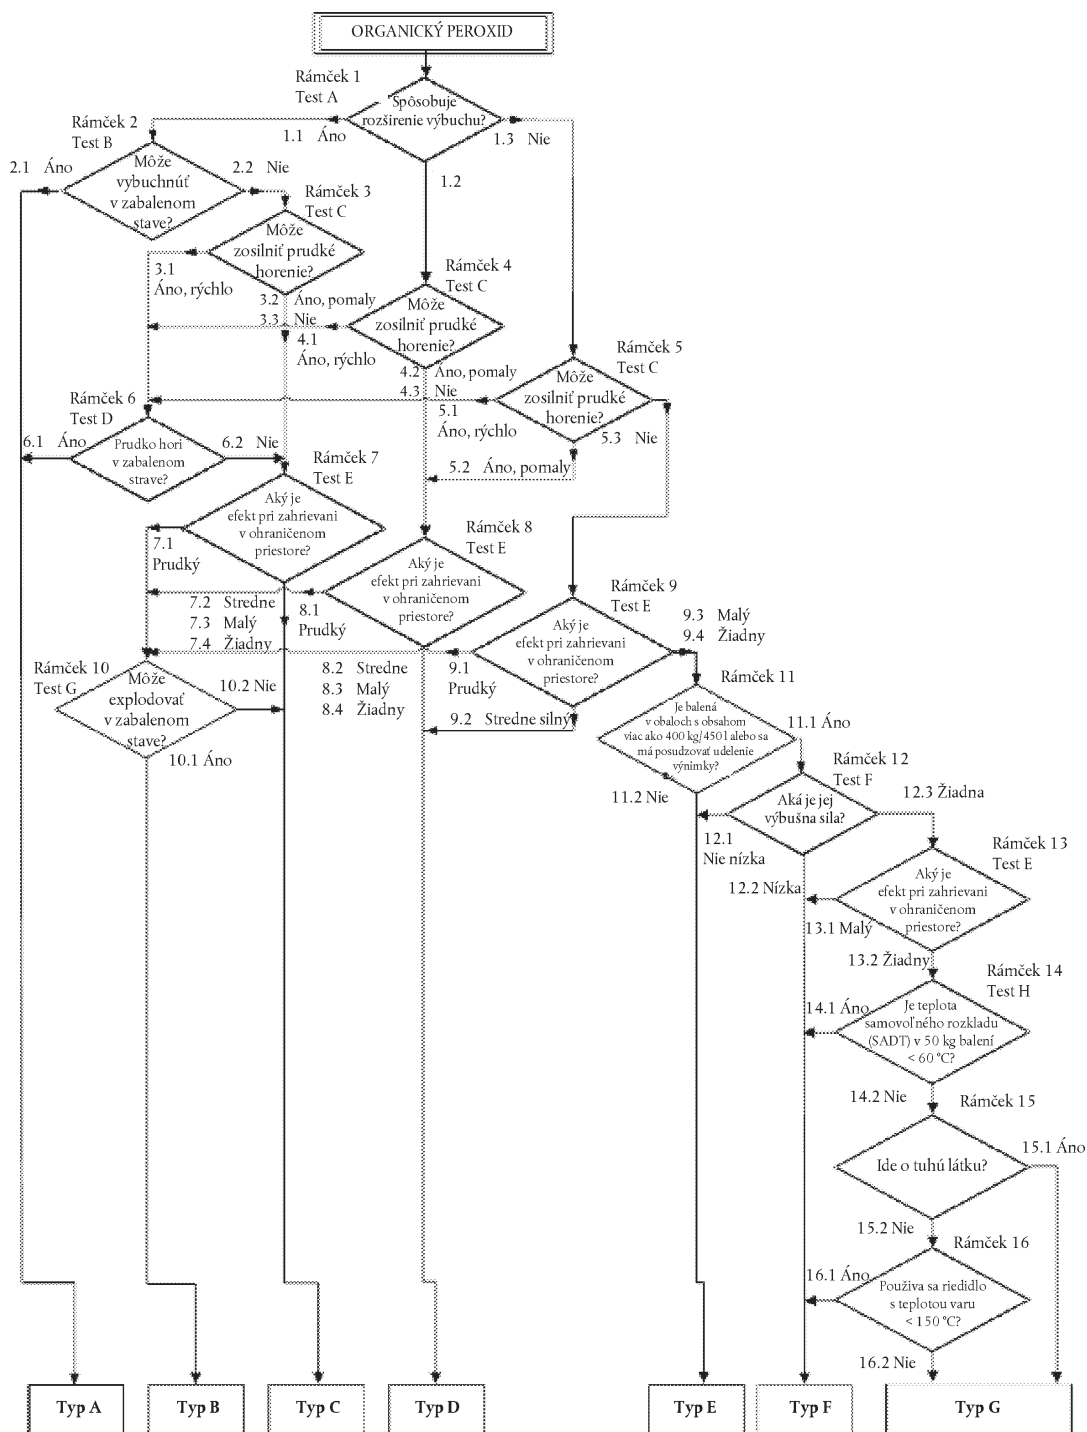 ORGANICKÝ PEROXID
Rámček 1
Test A
Spôsobuje
rozšírenie výbuchu?
1.1 Áno
1.2
1.3 Nie
Rámček 2
Test B
Môže
vybuchnúť
v zabalenom
stave?
2.1 Áno
2.2 Nie
Rámček 3
Test C
Môže
zosilniť prudké
horenie?
3.1
Áno, rýchlo
3.2 Áno, pomaly
3.3 Nie
Rámček 4
Test C
Môže
zosilniť prudké
horenie?
4.1
Áno, rýchlo
4.2 Áno, pomaly
4.3 Nie
Rámček 5
Test C
Môže
zosilniť prudké
horenie?
5.1
Áno, rýchlo
5.2 Áno, pomaly
5.3 Nie
Rámček 6
Test D
Prudko hori
v zabalenom
strave?
6.1 Áno
6.2 Nie
Rámček 7
Test E
Aký je
efekt pri zahrievani
v ohraničenom
priestore?
7.1
Prudký
7.2 Stredne
7.3 Malý
7.4 Žiadny
Rámček 8
Test E
Aký je
efekt pri zahrievani
v ohraničenom
priestore?
8.1
Prudký
8.2 Stredne
8.3 Malý
8.4 Žiadny
Rámček 9
Test E
Aký je
efekt pri zahrievani
v ohraničenom
priestore?
9.1
Prudký
9.2 Stredne silný
9.3 Malý
9.4 Žiadny
Rámček 10
Test G
Môže
explodovať
v zabalenom
stave?
10.1 Áno
10.2 Nie
Rámček 11
Je balená
v obaloch s obsahom
viac ako 400 kg/450 l alebo sa
má posudzovať udelenie
výnimky?
11.1 Áno
11.2 Nie
Rámček 12
Test F
Aká je jej
výbušna sila?
12.1
Nie nízka
12.2 Nízka
12.3 Žiadna
Rámček 13
Test E
Aký je
efekt pri zahrievani
v ohraničenom
priestore?
13.1 Malý
13.2 Žiadny
Rámček 14
Test H
Je teplota
samovoľného rozkladu
(SADT) v 50 kg balení
< 60 °C?
14.1 Áno
14.2 Nie
Rámček 15
Ide o tuhú látku?
15.1 Áno
15.2 Nie
Rámček 16
Použiva sa riedidlo
s teplotou varu
< 150 °C?
16.1 Áno
16.2 Nie
Typ A
Typ B
Typ C
Typ D
Typ E
Typ F
Typ G